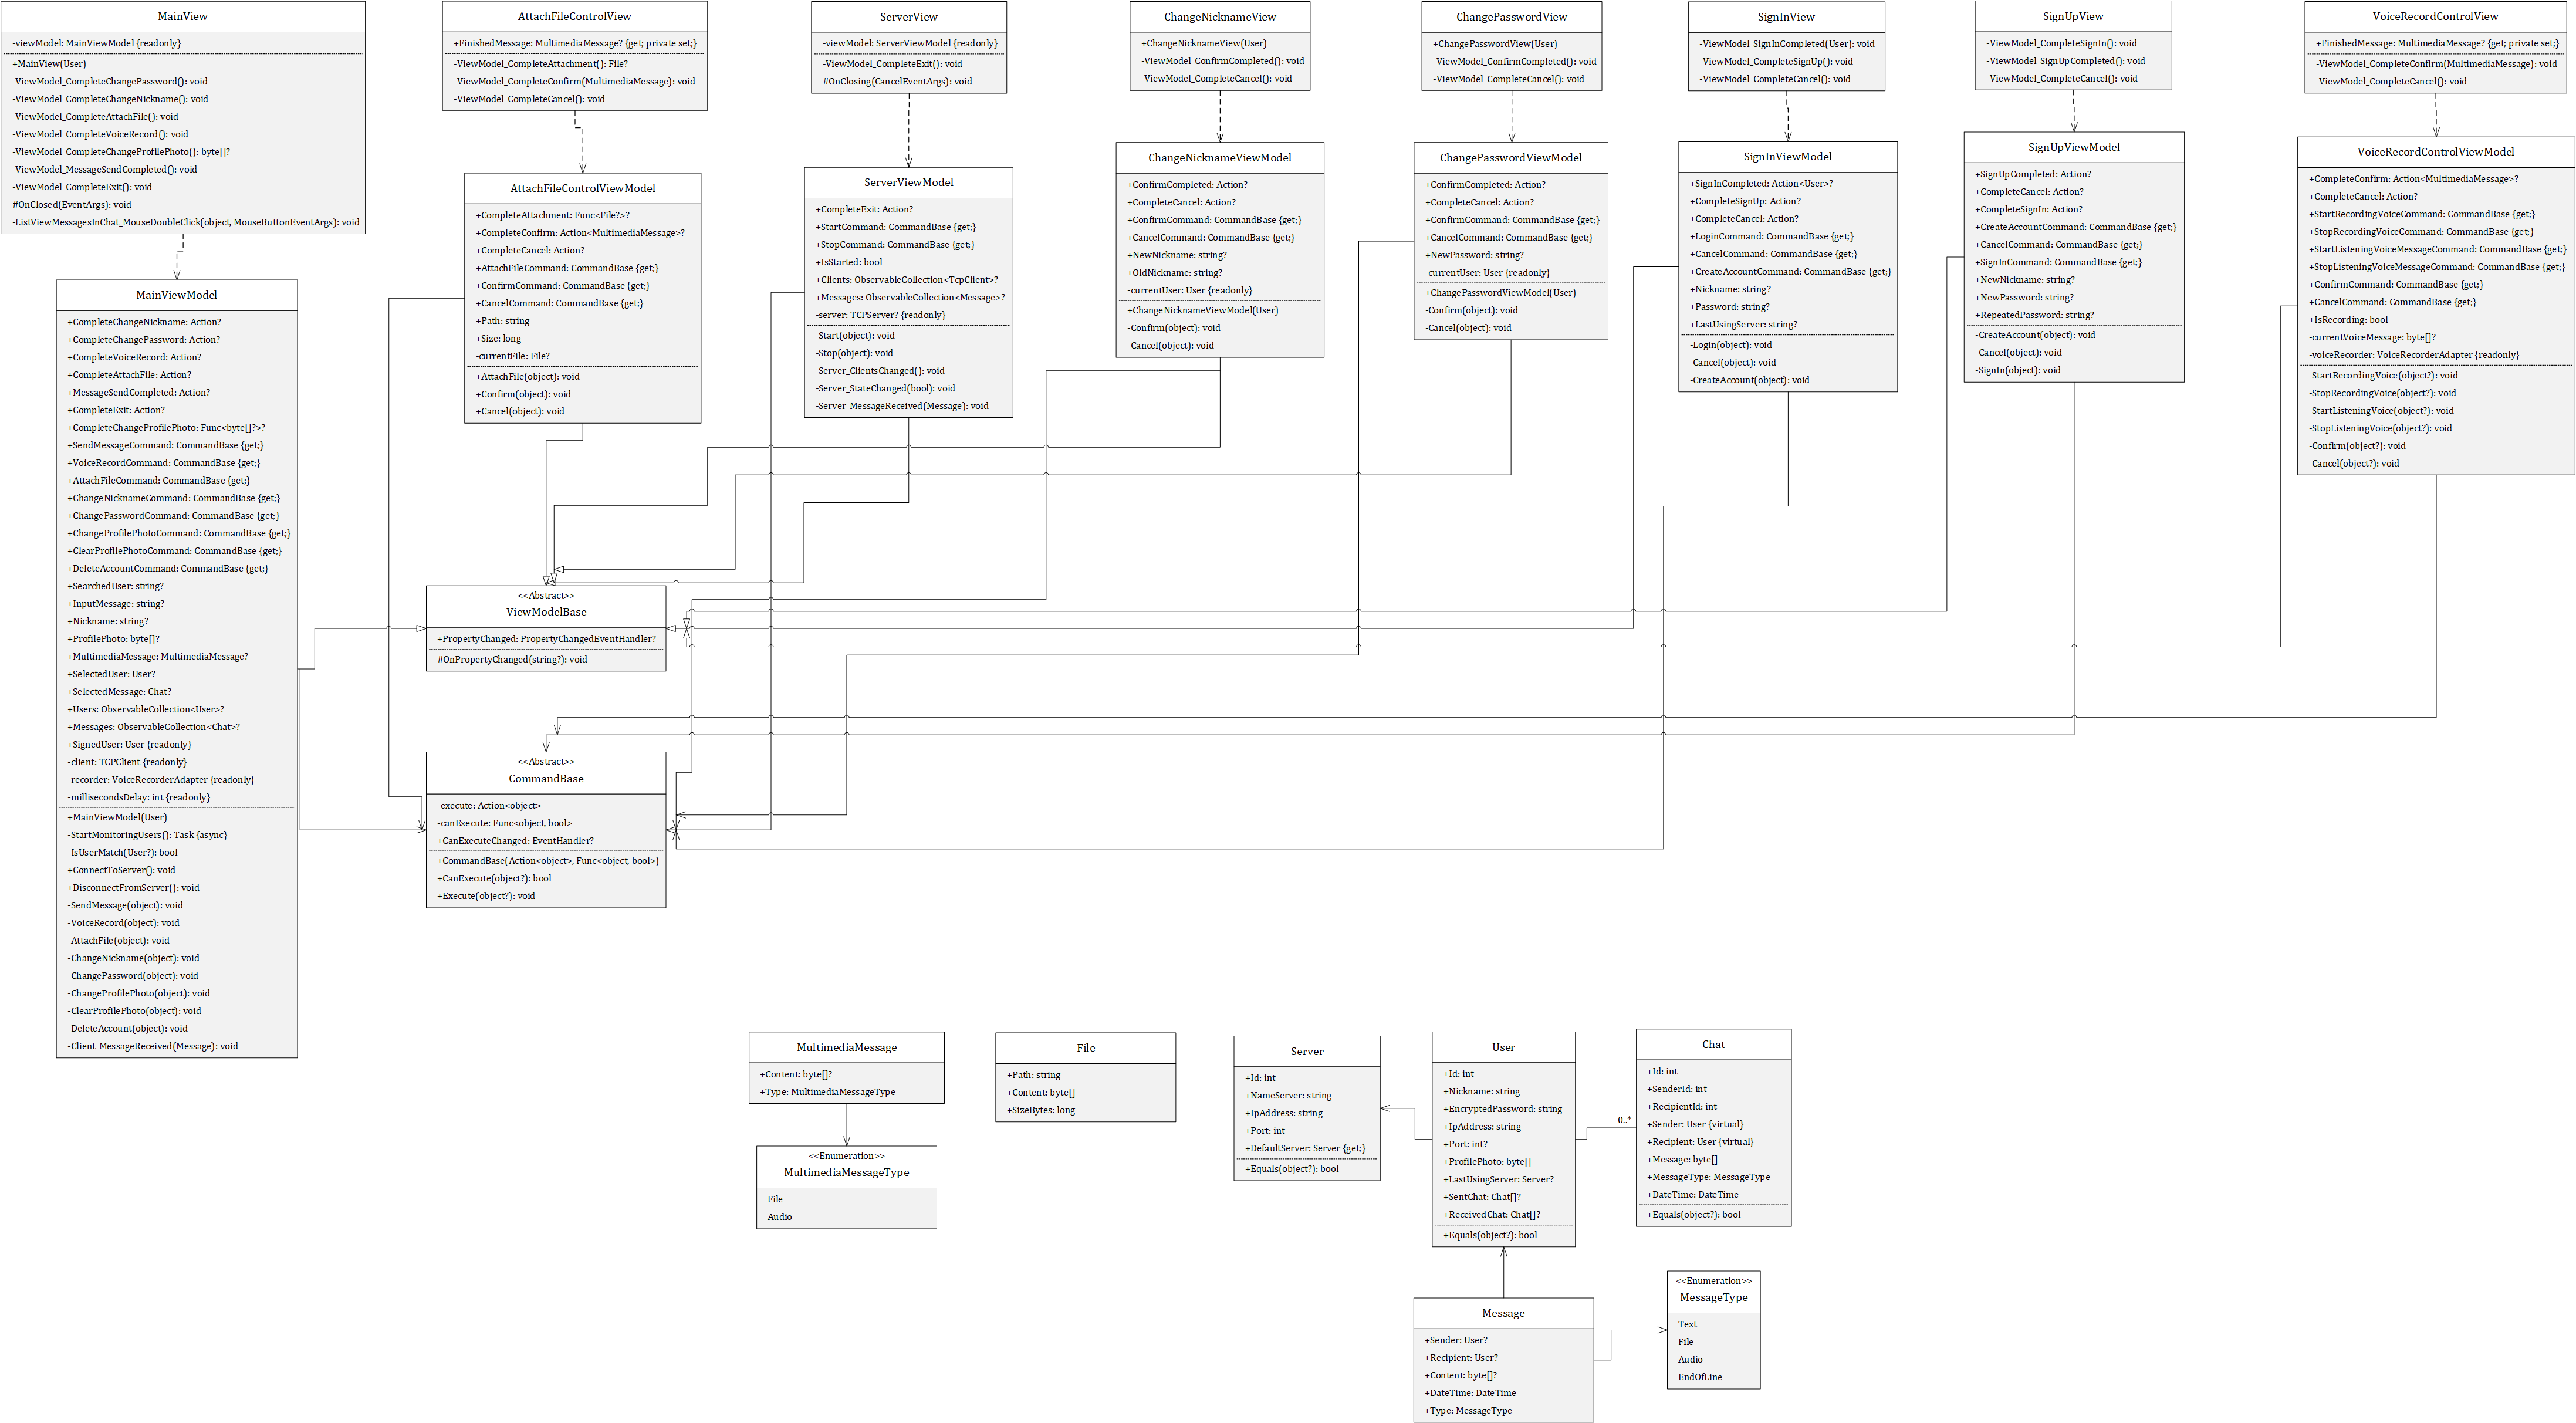 MainView
-viewModel: MainViewModel {readonly}
+MainView(User)
-ViewModel_CompleteChangePassword(): void
-ViewModel_CompleteChangeNickname(): void
-ViewModel_CompleteAttachFile(): void
-ViewModel_CompleteVoiceRecord(): void
-ViewModel_CompleteChangeProfilePhoto(): byte[]?
-ViewModel_MessageSendCompleted(): void
-ViewModel_CompleteExit(): void
#OnClosed(EventArgs): void
-ListViewMessagesInChat_MouseDoubleClick(object, MouseButtonEventArgs): void
AttachFileControlView
+FinishedMessage: MultimediaMessage? {get; private set;}
-ViewModel_CompleteAttachment(): File?
-ViewModel_CompleteConfirm(MultimediaMessage): void
-ViewModel_CompleteCancel(): void
ServerView
-viewModel: ServerViewModel {readonly}
-ViewModel_CompleteExit(): void
#OnClosing(CancelEventArgs): void
ChangeNicknameView
+ChangeNicknameView(User)
-ViewModel_ConfirmCompleted(): void
-ViewModel_CompleteCancel(): void
ChangePasswordView
+ChangePasswordView(User)
-ViewModel_ConfirmCompleted(): void
-ViewModel_CompleteCancel(): void
SignInView
-ViewModel_SignInCompleted(User): void
-ViewModel_CompleteSignUp(): void
-ViewModel_CompleteCancel(): void
SignUpView
-ViewModel_CompleteSignIn(): void
-ViewModel_SignUpCompleted(): void
-ViewModel_CompleteCancel(): void
VoiceRecordControlView
+FinishedMessage: MultimediaMessage? {get; private set;}
-ViewModel_CompleteConfirm(MultimediaMessage): void
-ViewModel_CompleteCancel(): void
MainViewModel
+CompleteChangeNickname: Action?
+CompleteChangePassword: Action?
+CompleteVoiceRecord: Action?
+CompleteAttachFile: Action?
+MessageSendCompleted: Action?
+CompleteExit: Action?
+CompleteChangeProfilePhoto: Func<byte[]?>?
+SendMessageCommand: CommandBase {get;}
+VoiceRecordCommand: CommandBase {get;}
+AttachFileCommand: CommandBase {get;}
+ChangeNicknameCommand: CommandBase {get;}
+ChangePasswordCommand: CommandBase {get;}
+ChangeProfilePhotoCommand: CommandBase {get;}
+ClearProfilePhotoCommand: CommandBase {get;}
+DeleteAccountCommand: CommandBase {get;}
+SearchedUser: string?
+InputMessage: string?
+Nickname: string?
+ProfilePhoto: byte[]?
+MultimediaMessage: MultimediaMessage?
+SelectedUser: User?
+SelectedMessage: Chat?
+Users: ObservableCollection<User>?
+Messages: ObservableCollection<Chat>?
+SignedUser: User {readonly}
-client: TCPClient {readonly}
-recorder: VoiceRecorderAdapter {readonly}
-millisecondsDelay: int {readonly}
+MainViewModel(User)
-StartMonitoringUsers(): Task {async}
-IsUserMatch(User?): bool
+ConnectToServer(): void
+DisconnectFromServer(): void
-SendMessage(object): void
-VoiceRecord(object): void
-AttachFile(object): void
-ChangeNickname(object): void
-ChangePassword(object): void
-ChangeProfilePhoto(object): void
-ClearProfilePhoto(object): void
-DeleteAccount(object): void
-Client_MessageReceived(Message): void
AttachFileControlViewModel
+CompleteAttachment: Func<File?>?
+CompleteConfirm: Action<MultimediaMessage>?
+CompleteCancel: Action?
+AttachFileCommand: CommandBase {get;}
+ConfirmCommand: CommandBase {get;}
+CancelCommand: CommandBase {get;}
+Path: string
+Size: long
-currentFile: File?
+AttachFile(object): void
+Confirm(object): void
+Cancel(object): void
ServerViewModel
+CompleteExit: Action?
+StartCommand: CommandBase {get;}
+StopCommand: CommandBase {get;}
+IsStarted: bool
+Clients: ObservableCollection<TcpClient>?
+Messages: ObservableCollection<Message>?
-server: TCPServer? {readonly}
-Start(object): void
-Stop(object): void
-Server_ClientsChanged(): void
-Server_StateChanged(bool): void
-Server_MessageReceived(Message): void
ChangeNicknameViewModel
+ConfirmCompleted: Action?
+CompleteCancel: Action?
+ConfirmCommand: CommandBase {get;}
+CancelCommand: CommandBase {get;}
+NewNickname: string?
+OldNickname: string?
-currentUser: User {readonly}
+ChangeNicknameViewModel(User)
-Confirm(object): void
-Cancel(object): void
ChangePasswordViewModel
+ConfirmCompleted: Action?
+CompleteCancel: Action?
+ConfirmCommand: CommandBase {get;}
+CancelCommand: CommandBase {get;}
+NewPassword: string?
-currentUser: User {readonly}
+ChangePasswordViewModel(User)
-Confirm(object): void
-Cancel(object): void
SignInViewModel
+SignInCompleted: Action<User>?
+CompleteSignUp: Action?
+CompleteCancel: Action?
+LoginCommand: CommandBase {get;}
+CancelCommand: CommandBase {get;}
+CreateAccountCommand: CommandBase {get;}
+Nickname: string?
+Password: string?
+LastUsingServer: string?
-Login(object): void
-Cancel(object): void
-CreateAccount(object): void
SignUpViewModel
+SignUpCompleted: Action?
+CompleteCancel: Action?
+CompleteSignIn: Action?
+CreateAccountCommand: CommandBase {get;}
+CancelCommand: CommandBase {get;}
+SignInCommand: CommandBase {get;}
+NewNickname: string?
+NewPassword: string?
+RepeatedPassword: string?
-CreateAccount(object): void
-Cancel(object): void
-SignIn(object): void
VoiceRecordControlViewModel
+CompleteConfirm: Action<MultimediaMessage>?
+CompleteCancel: Action?
+StartRecordingVoiceCommand: CommandBase {get;}
+StopRecordingVoiceCommand: CommandBase {get;}
+StartListeningVoiceMessageCommand: CommandBase {get;}
+StopListeningVoiceMessageCommand: CommandBase {get;}
+ConfirmCommand: CommandBase {get;}
+CancelCommand: CommandBase {get;}
+IsRecording: bool
-currentVoiceMessage: byte[]?
-voiceRecorder: VoiceRecorderAdapter {readonly}
-StartRecordingVoice(object?): void
-StopRecordingVoice(object?): void
-StartListeningVoice(object?): void
-StopListeningVoice(object?): void
-Confirm(object?): void
-Cancel(object?): void
<<Abstract>>
ViewModelBase
+PropertyChanged: PropertyChangedEventHandler?
#OnPropertyChanged(string?): void
<<Abstract>>
CommandBase
-execute: Action<object>
-canExecute: Func<object, bool>
+CanExecuteChanged: EventHandler?
+CommandBase(Action<object>, Func<object, bool>)
+CanExecute(object?): bool
+Execute(object?): void
MultimediaMessage
+Content: byte[]?
+Type: MultimediaMessageType
<<Enumeration>>
MultimediaMessageType
File
Audio
File
+Path: string
+Content: byte[]
+SizeBytes: long
Server
+Id: int
+NameServer: string
+IpAddress: string
+Port: int
+DefaultServer: Server {get;}
+Equals(object?): bool
User
+Id: int
+Nickname: string
+EncryptedPassword: string
+IpAddress: string
+Port: int?
+ProfilePhoto: byte[]
+LastUsingServer: Server?
+SentChat: Chat[]?
+ReceivedChat: Chat[]?
+Equals(object?): bool
0..*
Chat
+Id: int
+SenderId: int
+RecipientId: int
+Sender: User {virtual}
+Recipient: User {virtual}
+Message: byte[]
+MessageType: MessageType
+DateTime: DateTime
+Equals(object?): bool
Message
+Sender: User?
+Recipient: User?
+Content: byte[]?
+DateTime: DateTime
+Type: MessageType
<<Enumeration>>
MessageType
Text
File
Audio
EndOfLine